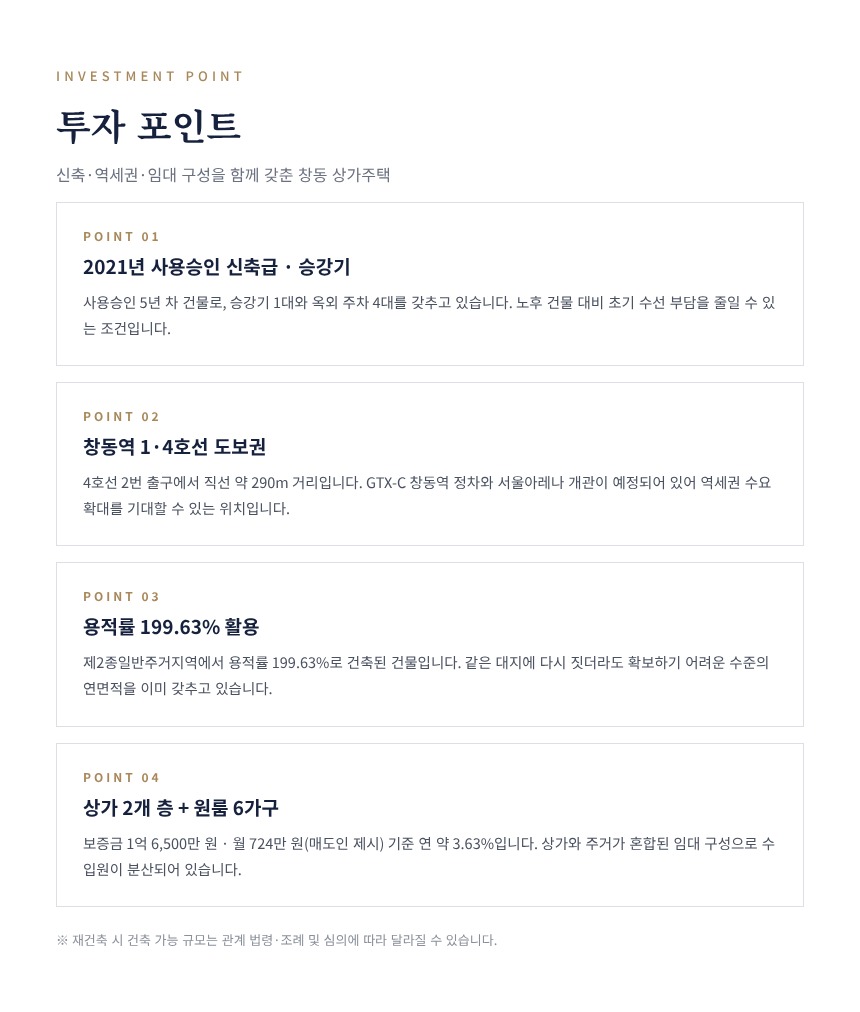 INVESTMENT POINT
투자 포인트
신축·역세권·임대 구성을 함께 갖춘 창동 상가주택
POINT 01
2021년 사용승인 신축급 · 승강기
사용승인 5년 차 건물로, 승강기 1대와 옥외 주차 4대를 갖추고 있습니다. 노후 건물 대비 초기 수선 부담을 줄일 수 있
는 조건입니다.
POINT 02
창동역 1·4호선 도보권
4호선 2번 출구에서 직선 약 290m 거리입니다. GTX-C 창동역 정차와 서울아레나 개관이 예정되어 있어 역세권 수요
확대를 기대할 수 있는 위치입니다.
POINT 03
용적률 199.63% 활용
제2종일반주거지역에서 용적률 199.63%로 건축된 건물입니다. 같은 대지에 다시 짓더라도 확보하기 어려운 수준의
연면적을 이미 갖추고 있습니다.
POINT 04
상가 2개 층 + 원룸 6가구
보증금 1억 6,500만 원 · 월 724만 원(매도인 제시) 기준 연 약 3.63%입니다. 상가와 주거가 혼합된 임대 구성으로 수
입원이 분산되어 있습니다.
※ 재건축 시 건축 가능 규모는 관계 법령·조례 및 심의에 따라 달라질 수 있습니다.